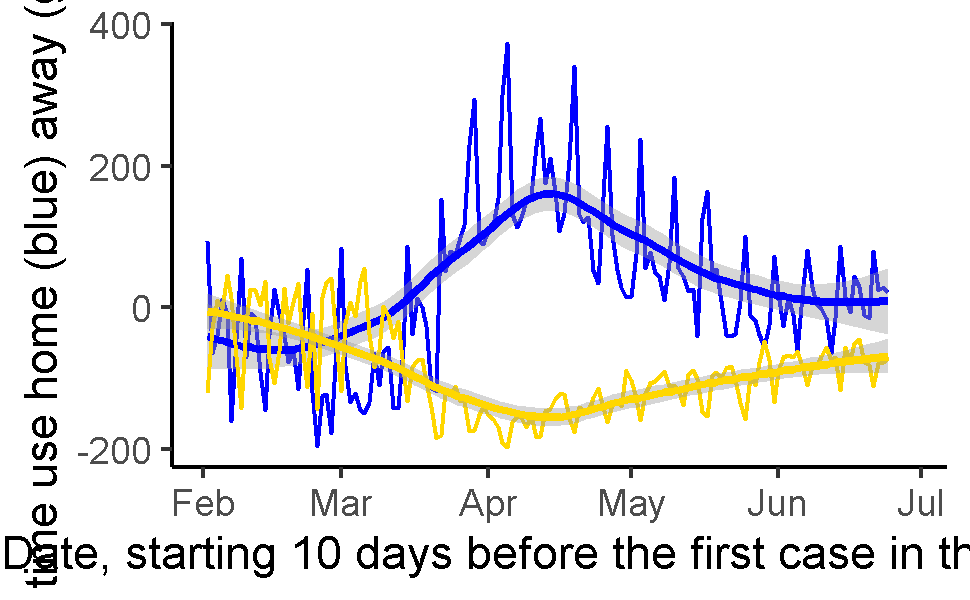 time use home (blue) away (
400
200
0
-200
Feb Mar Apr May Jun Jul
Date, starting 10 days before the first case in th